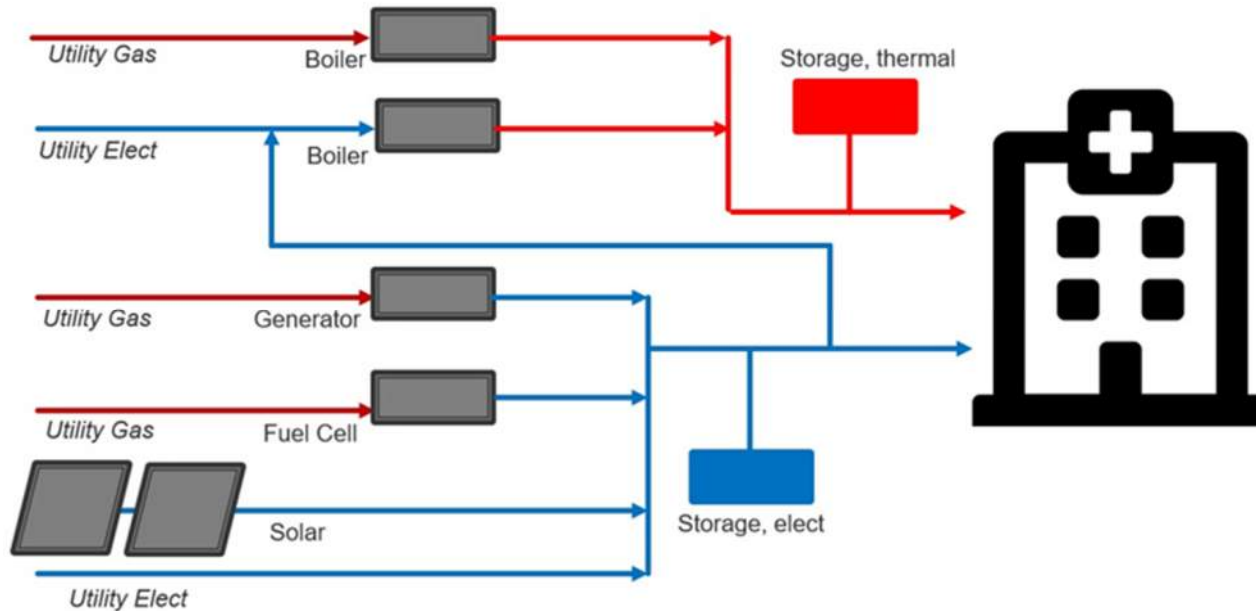 Utility Gas
Boiler
Storage, thermal
Utility Elect
Boiler
Utility Gas
Generator
Utility Gas
Fuel Cell
Solar
Storage, elect
Utility Elect